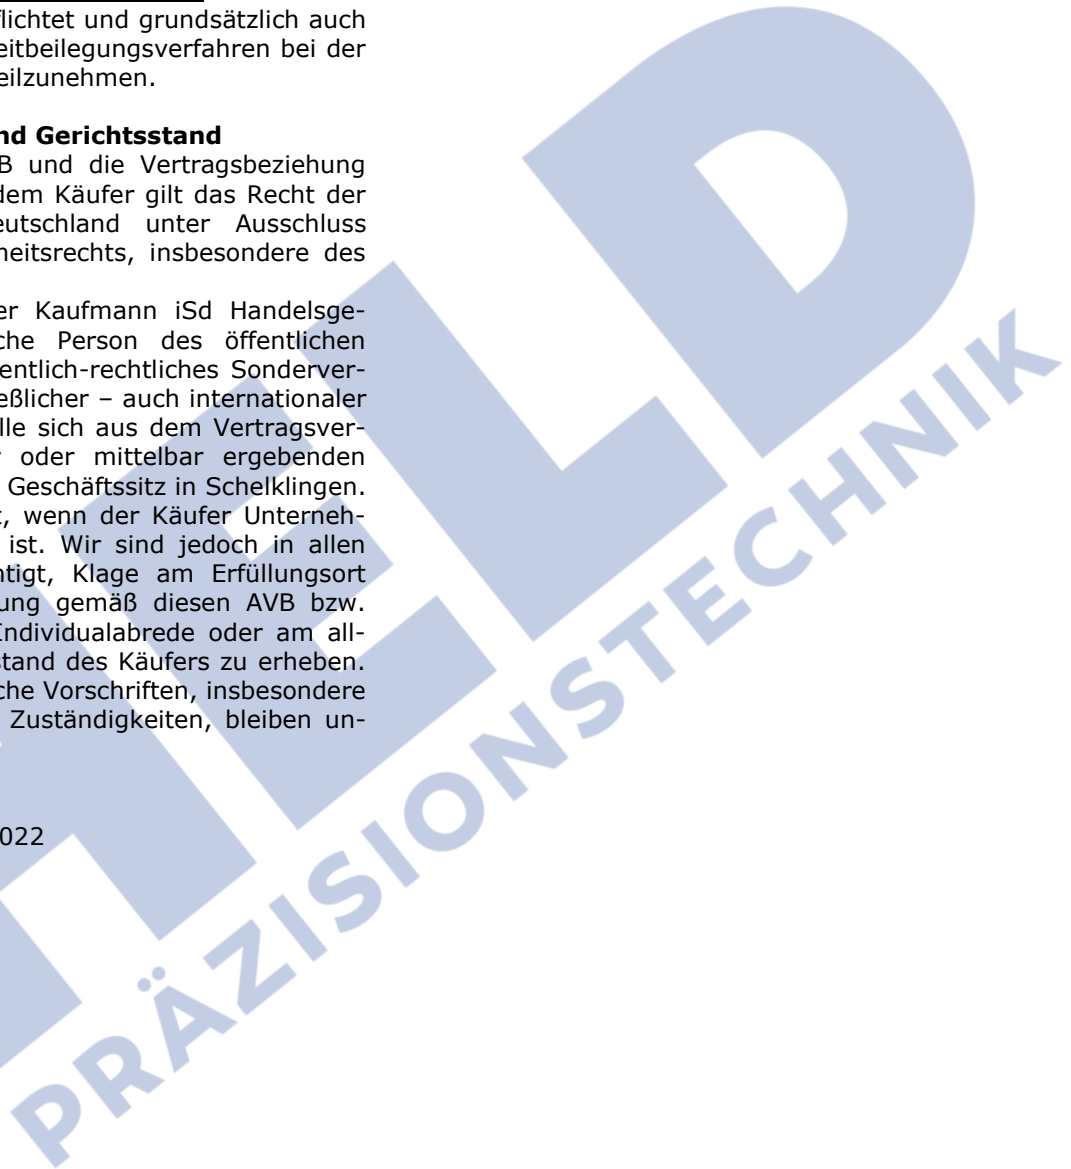 flichtet und grundsätzlich auch
eitbeilegungsverfahren bei der
eilzunehmen.
nd Gerichtsstand
B und die Vertragsbeziehung
dem Käufer gilt das Recht der
eutschland unter Ausschluss
heitsrechts, insbesondere des
er Kaufmann iSd Handelsge-
che Person des öffentlichen
entlich-rechtliches Sonderver-
eßlicher – auch internationaler
lle sich aus dem Vertragsver-
r oder mittelbar ergebenden
Geschäftssitz in Schelklingen.
t, wenn der Käufer Unterneh-
ist. Wir sind jedoch in allen
htigt, Klage am Erfüllungsort
ung gemäß diesen AVB bzw.
Individualabrede oder am all-
stand des Käufers zu erheben.
che Vorschriften, insbesondere
Zuständigkeiten, bleiben un-
022
HELD
PRÄZISIONSTECHNIK